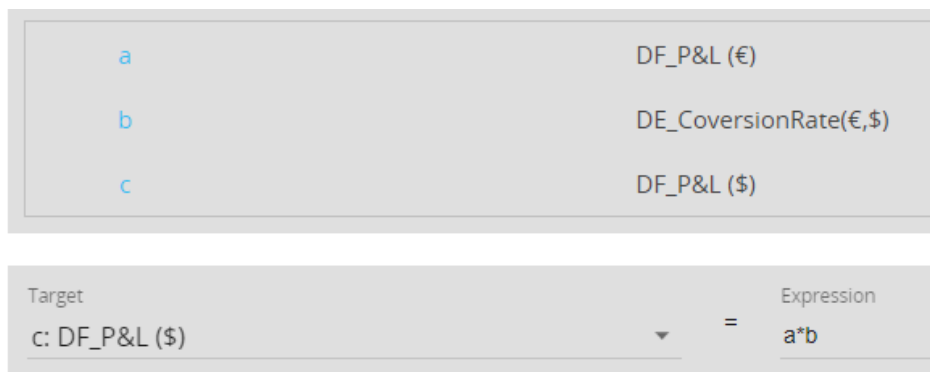 a DF_P&L (€)
b DE_CoversionRate(€,$)
c DF_P&L ($)
Target Expression
c: DF_P&L ($) = a*b